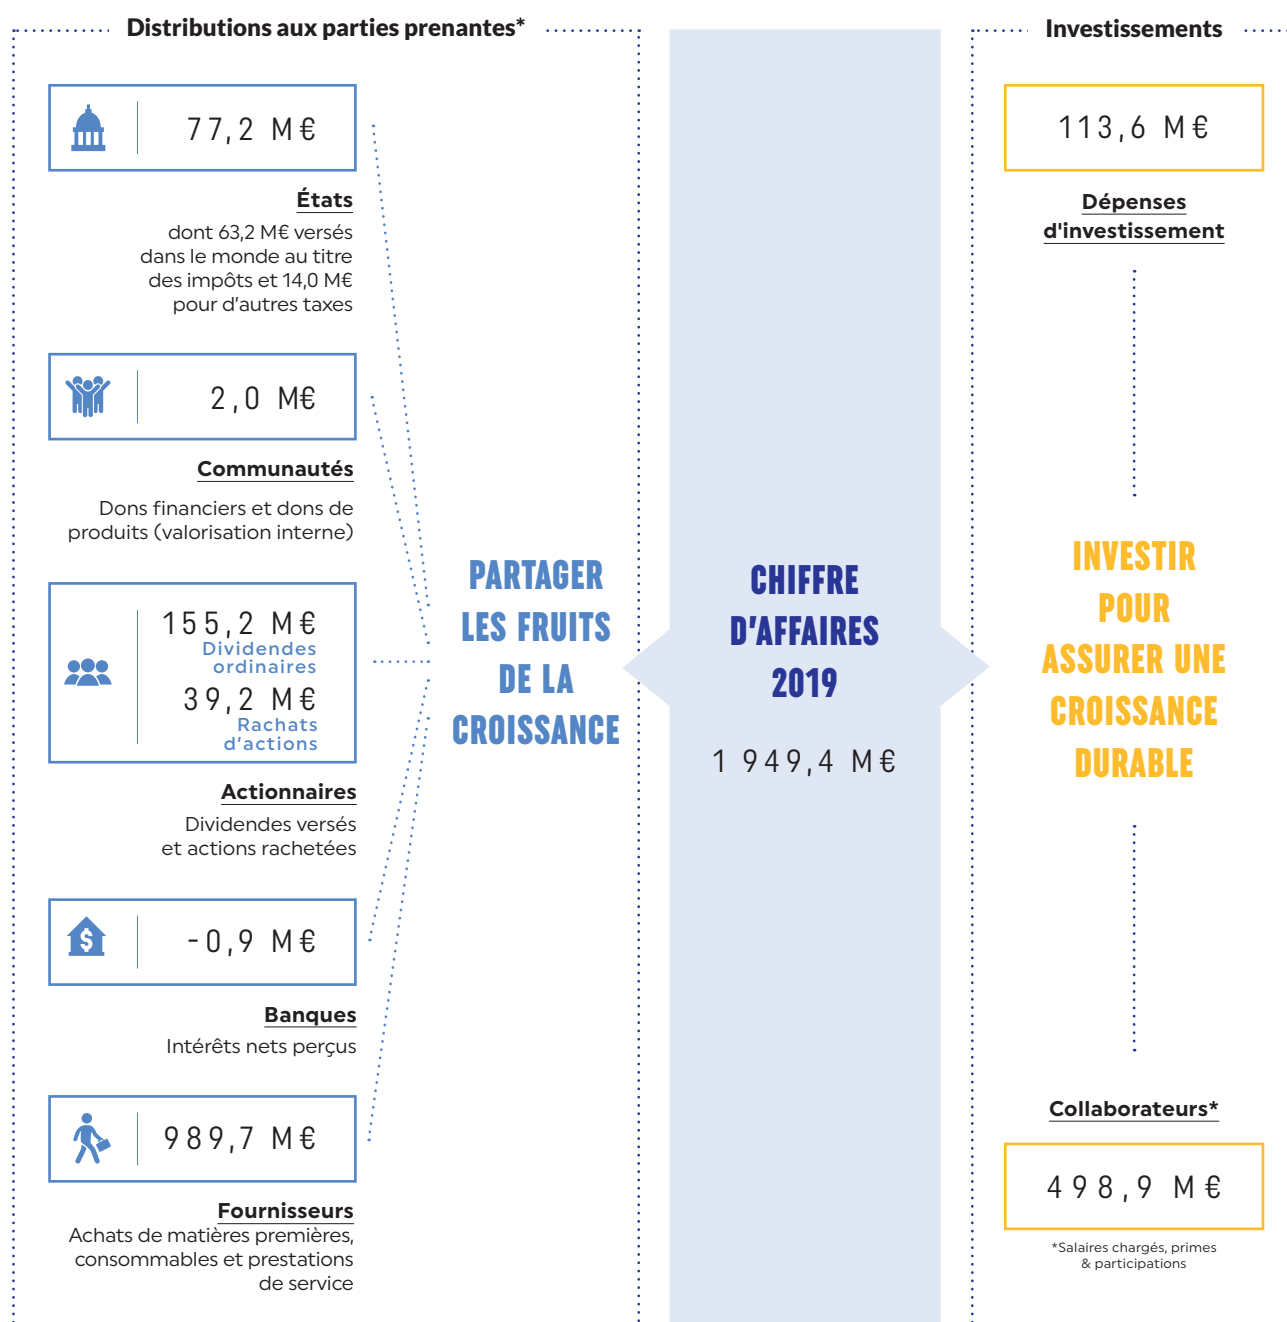 Distributions aux parties prenantes*
77,2 M€
États
dont 63,2 M€ versés
dans le monde au titre
des impôts et 14,0 M€
pour d'autres taxes
2,0 M€
Communautés
Dons financiers et dons de
produits (valorisation interne)
155,2 M€
Dividendes
ordinaires
39,2 M€
Rachats
d'actions
Actionnaires
Dividendes versés
et actions rachetées
-0,9 M€
Banques
Intérêts nets perçus
989,7 M€
Fournisseurs
Achats de matières premières,
consommables et prestations
de service
PARTAGER
LES FRUITS
DE LA
CROISSANCE
CHIFFRE
D'AFFAIRES
2019
1 949,4 M€
Investissements
113,6 M€
Dépenses
d'investissement
INVESTIR
POUR
ASSURER UNE
CROISSANCE
DURABLE
Collaborateurs*
498,9 M€
*Salaires chargés, primes
& participations